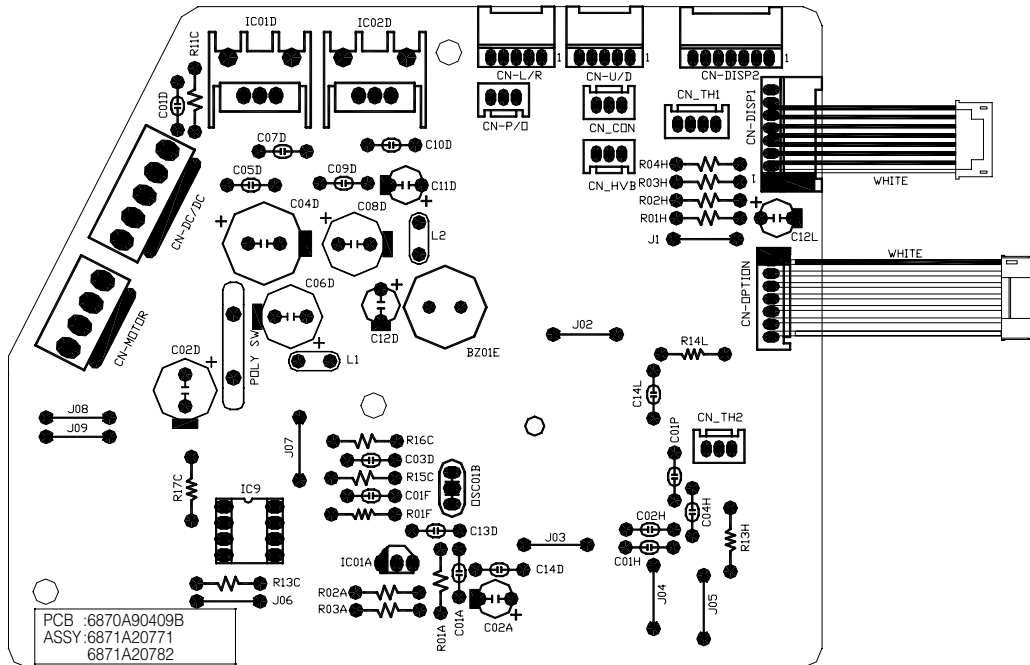 IC01D
IC02D
R11C
C01D
1
1
1
CN-L/R
CN-U/D
CN-DISP2
CN-P/O
CN_CON
CN_TH1
CN-DISP1
C07D
C10D
C05D
C09D
C11D
CN_HVB
R04H
R03H
R02H
R01H
J1
1
WHITE
CN-DC/DC
C04D
C08D
L2
C12L
WHITE
CN-OPTION
CN-MOTOR
C06D
C12D
BZ01E
J02
POLY SW
L1
C02D
R14L
C14L
J08
J09
J07
R16C
C03D
R15C
C01F
R01F
OSC01B
C01P
CN_TH2
R17C
IC9
C04H
C02H
C01H
R13H
C13D
J03
IC01A
C14D
R13C
J06
R02A
R03A
R01A
C01A
C02A
J04
J05
PCB :6870A90409B
ASSY:6871A20771
6871A20782